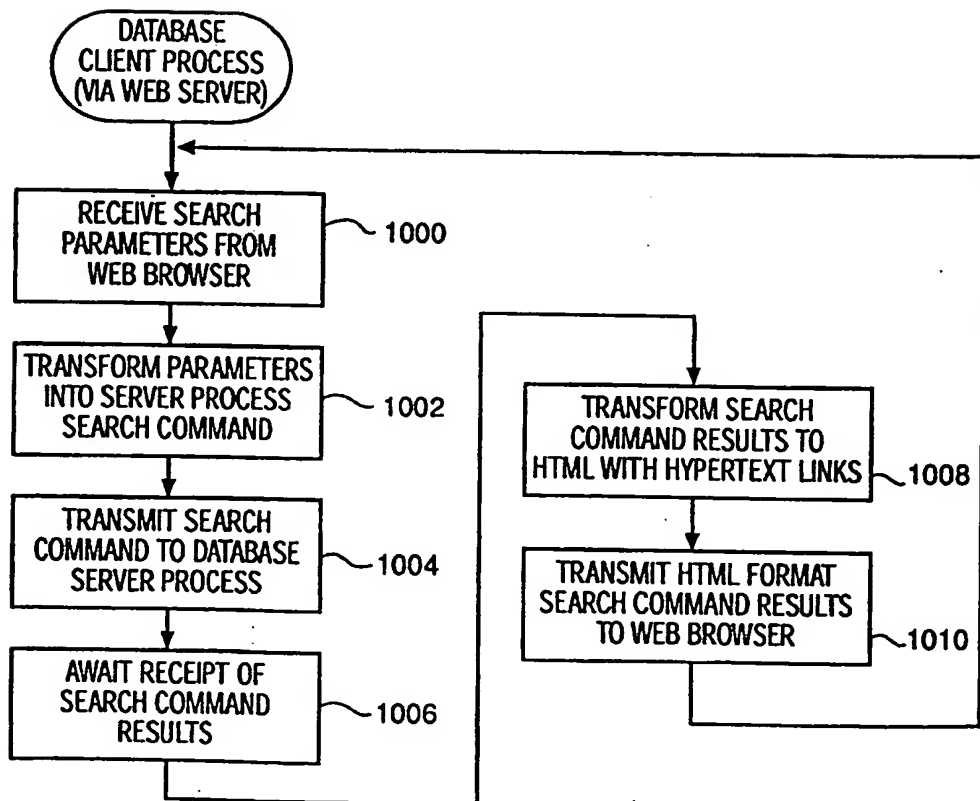 DATABASE
CLIENT PROCESS
(VIA WEB SERVER)
RECEIVE SEARCH
PARAMETERS FROM
WEB BROWSER
1000
TRANSFORM PARAMETERS
INTO SERVER PROCESS
SEARCH COMMAND
1002
TRANSMIT SEARCH
COMMAND TO DATABASE
SERVER PROCESS
1004
AWAIT RECEIPT OF
SEARCH COMMAND
RESULTS
1006
TRANSFORM SEARCH
COMMAND RESULTS TO
HTML WITH HYPERTEXT LINKS
1008
TRANSMIT HTML FORMAT
SEARCH COMMAND RESULTS
TO WEB BROWSER
1010